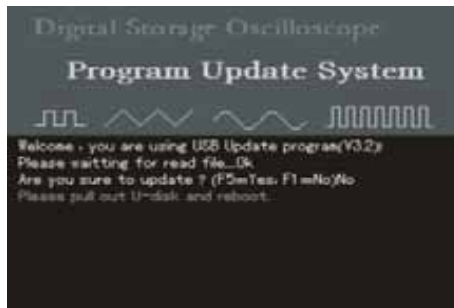 Digital Storage Oscilloscope
Program Update System
Welcome , you are using USB Update program(V3.2):
Please waitting for read file...Ok
Are you sure to update ? (F5=Yes, F1=No)No
Please pull out U-disk and reboot.